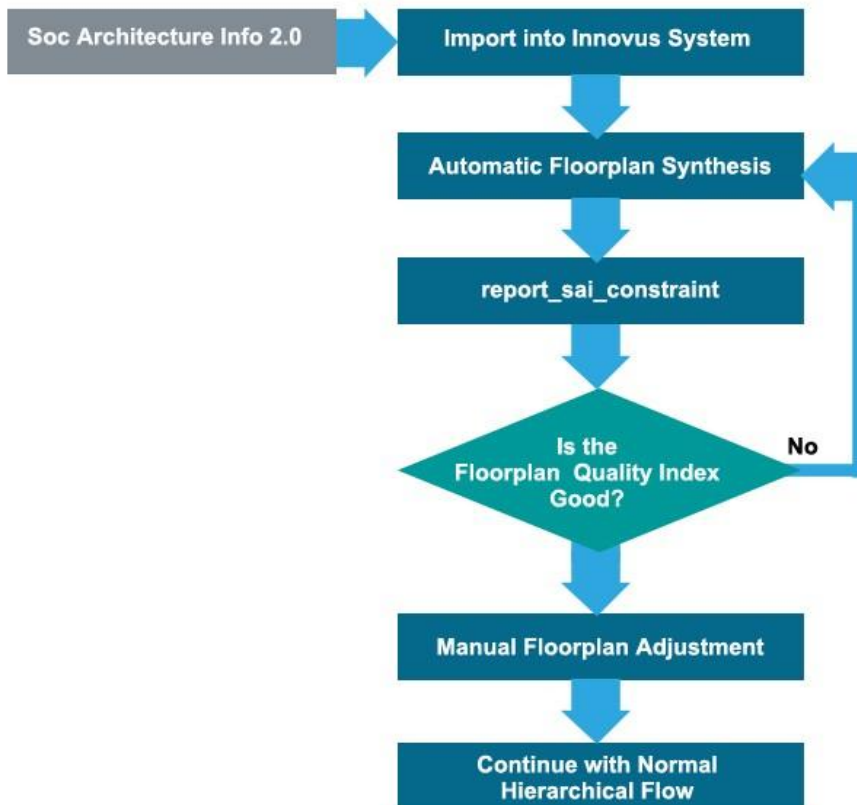 Soc Architecture Info 2.0
Import into Innovus System
Automatic Floorplan Synthesis
report_sai_constraint
Is the
Floorplan Quality Index
Good?
No
Manual Floorplan Adjustment
Continue with Normal
Hierarchical Flow